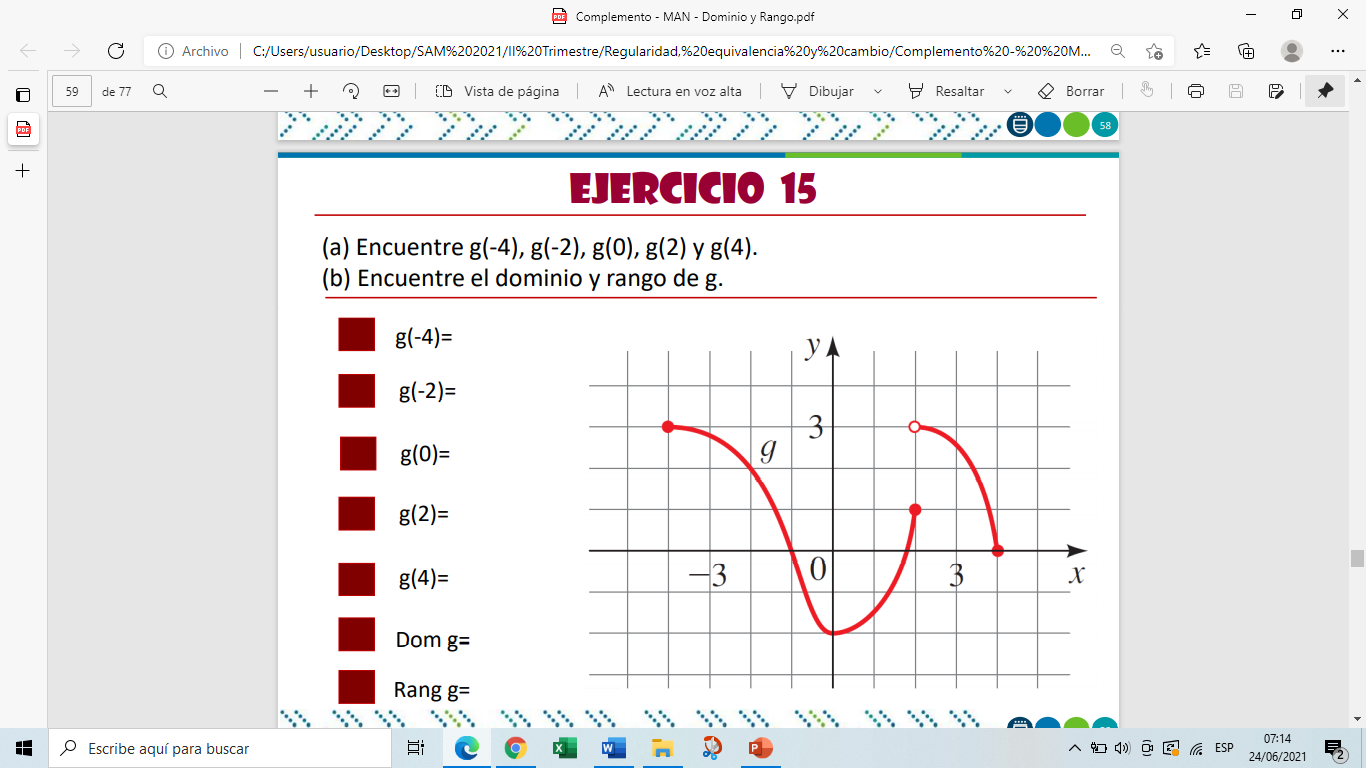 Complemento - MAN - Dominio y Rango.pdf
Archivo
C:/Users/usuario/Desktop/SAM%202021/II%20Trimestre/Regularidad,%20equivalencia%20y%20cambio/Complemento%20-%20%20M...
59 de 77
Vista de página
Lectura en voz alta
Dibujar
Resaltar
Borrar
58
EJERCICIO 15
(a) Encuentre g(-4), g(-2), g(0), g(2) y g(4).
(b) Encuentre el dominio y rango de g.
g(-4)=
g(-2)=
g(0)=
g(2)=
g(4)=
Dom g=
Rang g=
y
3
g
−3
0
3
x
Escribe aquí para buscar
ESP
07:14
24/06/2021
2